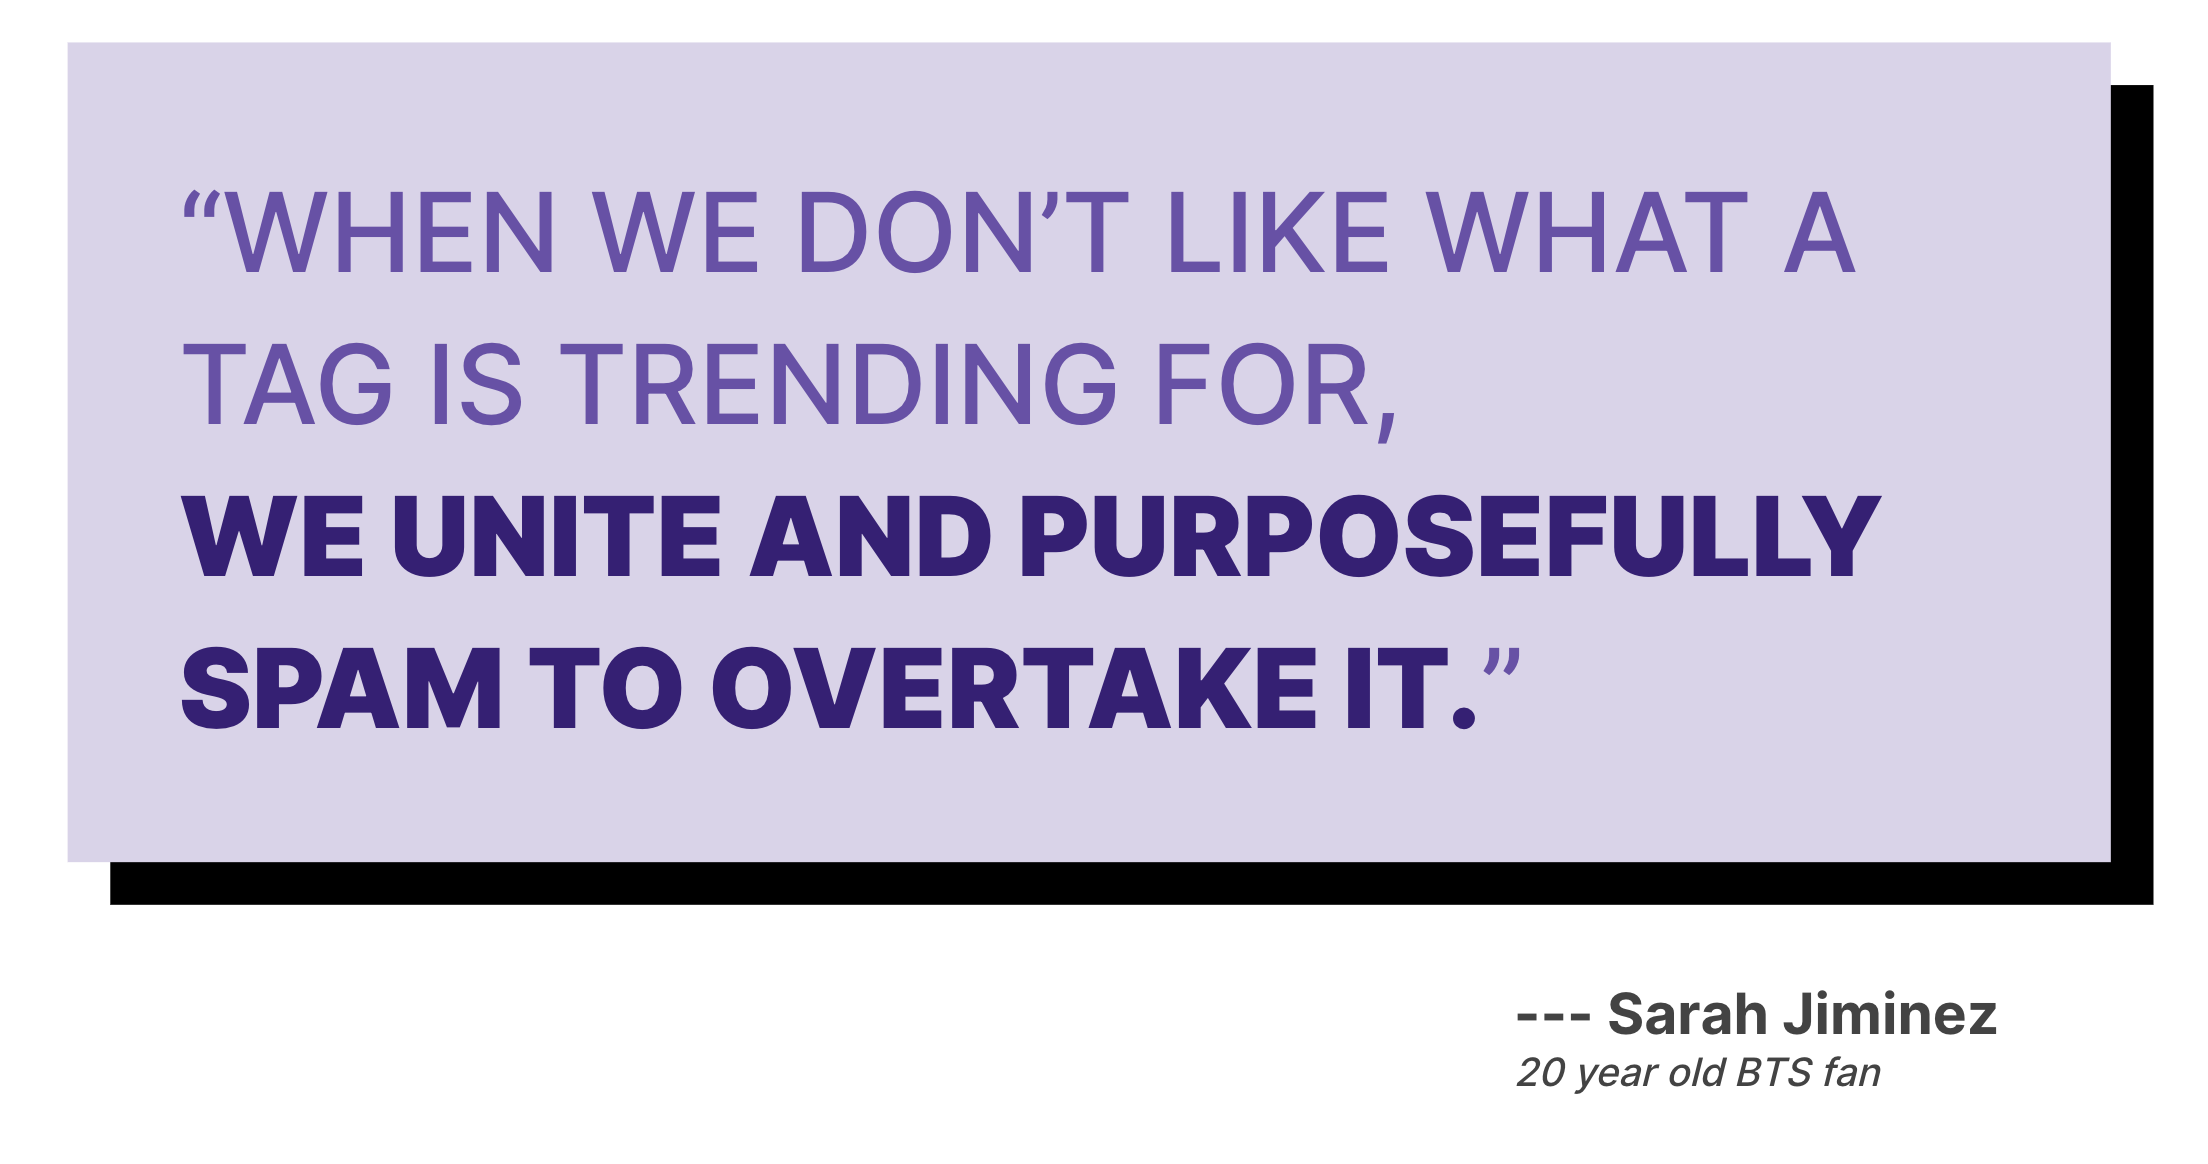 “WHEN WE DON’T LIKE WHAT A
TAG IS TRENDING FOR,
WE UNITE AND PURPOSEFULLY
SPAM TO OVERTAKE IT.”
--- Sarah Jiminez
20 year old BTS fan